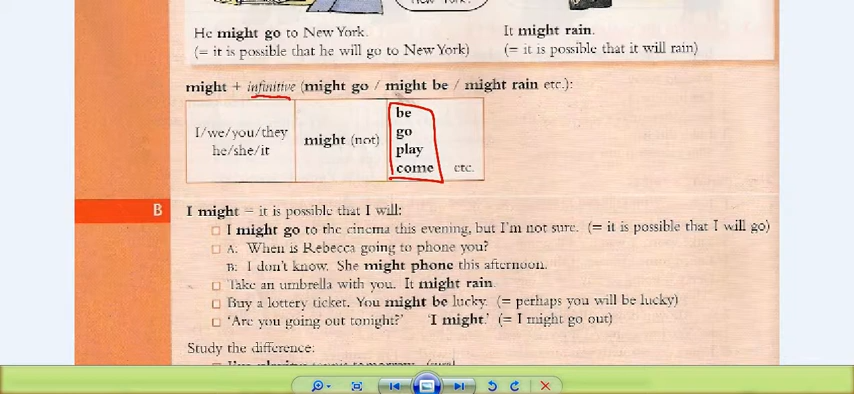 New York.
He might go to New York.
(= it is possible that he will go to New York)
It might rain.
(= it is possible that it will rain)
might + infinitive (might go / might be / might rain etc.):
I/we/you/they
he/she/it
might (not)
be
go
play
come
etc.
B
I might = it is possible that I will:
I might go to the cinema this evening, but I'm not sure. (= it is possible that I will go)
A: When is Rebecca going to phone you?
B: I don't know. She might phone this afternoon.
Take an umbrella with you. It might rain.
Buy a lottery ticket. You might be lucky. (= perhaps you will be lucky)
'Are you going out tonight?' 'I might.' (= I might go out)
Study the difference:
I'm playing tennis tomorrow. (sure)